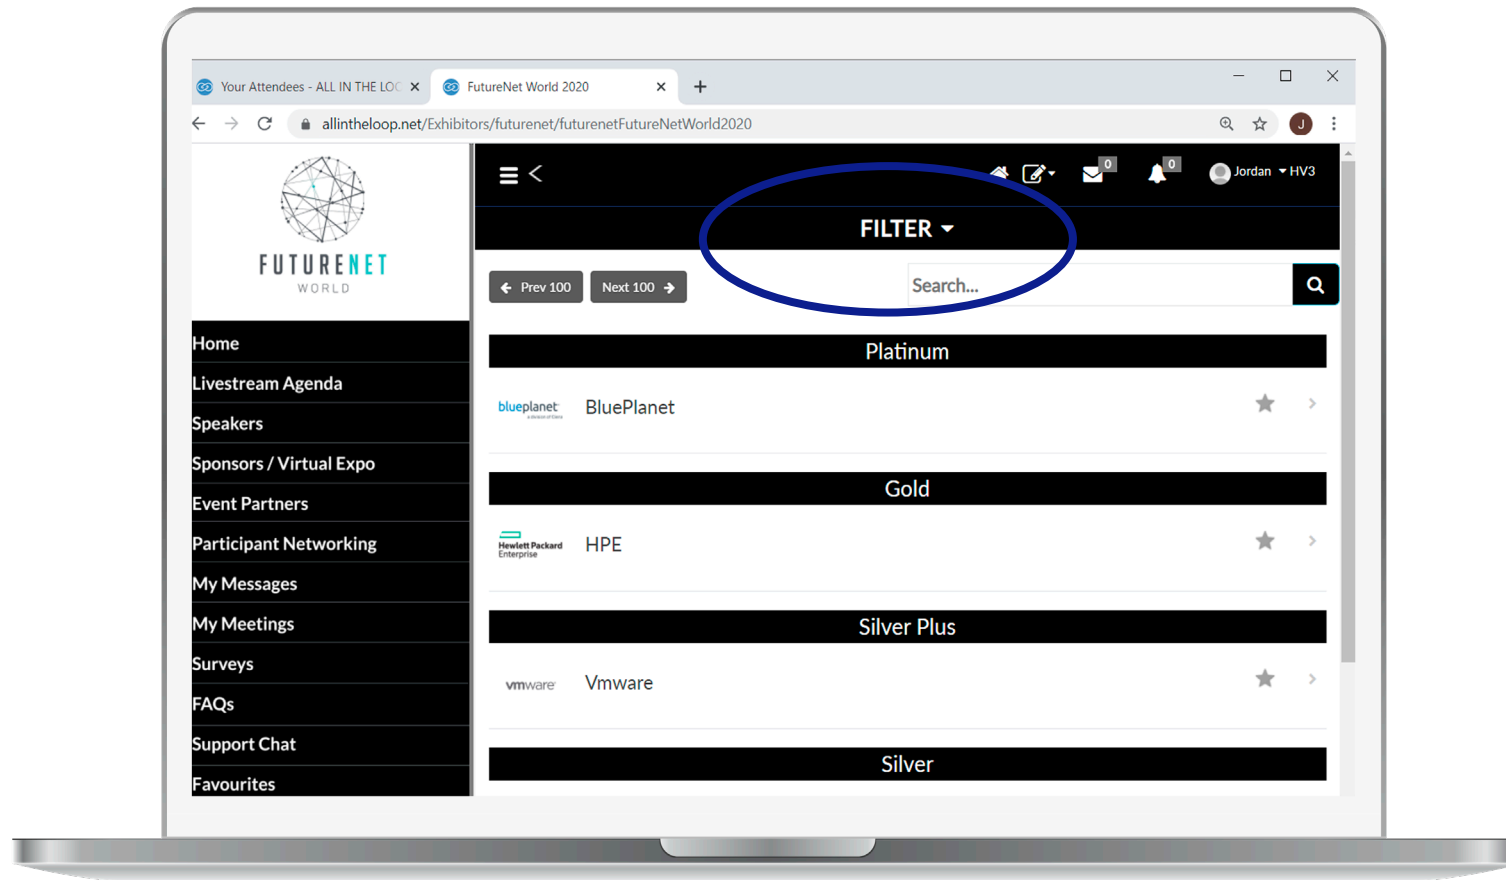 Your Attendees - ALL IN THE LOO
FutureNet World 2020
allintheloop.net/Exhibitors/futurenet/futurenetFutureNetWorld2020
J
FUTURENET
WORLD
0
0
Jordan
HV3
FILTER
Prev 100
Next 100
Search...
Home
Livestream Agenda
Speakers
Sponsors / Virtual Expo
Event Partners
Participant Networking
My Messages
My Meetings
Surveys
FAQs
Support Chat
Favourites
Platinum
blueplanet
BluePlanet
Gold
Hewlett Packard
Enterprise
HPE
Silver Plus
vmware
Vmware
Silver